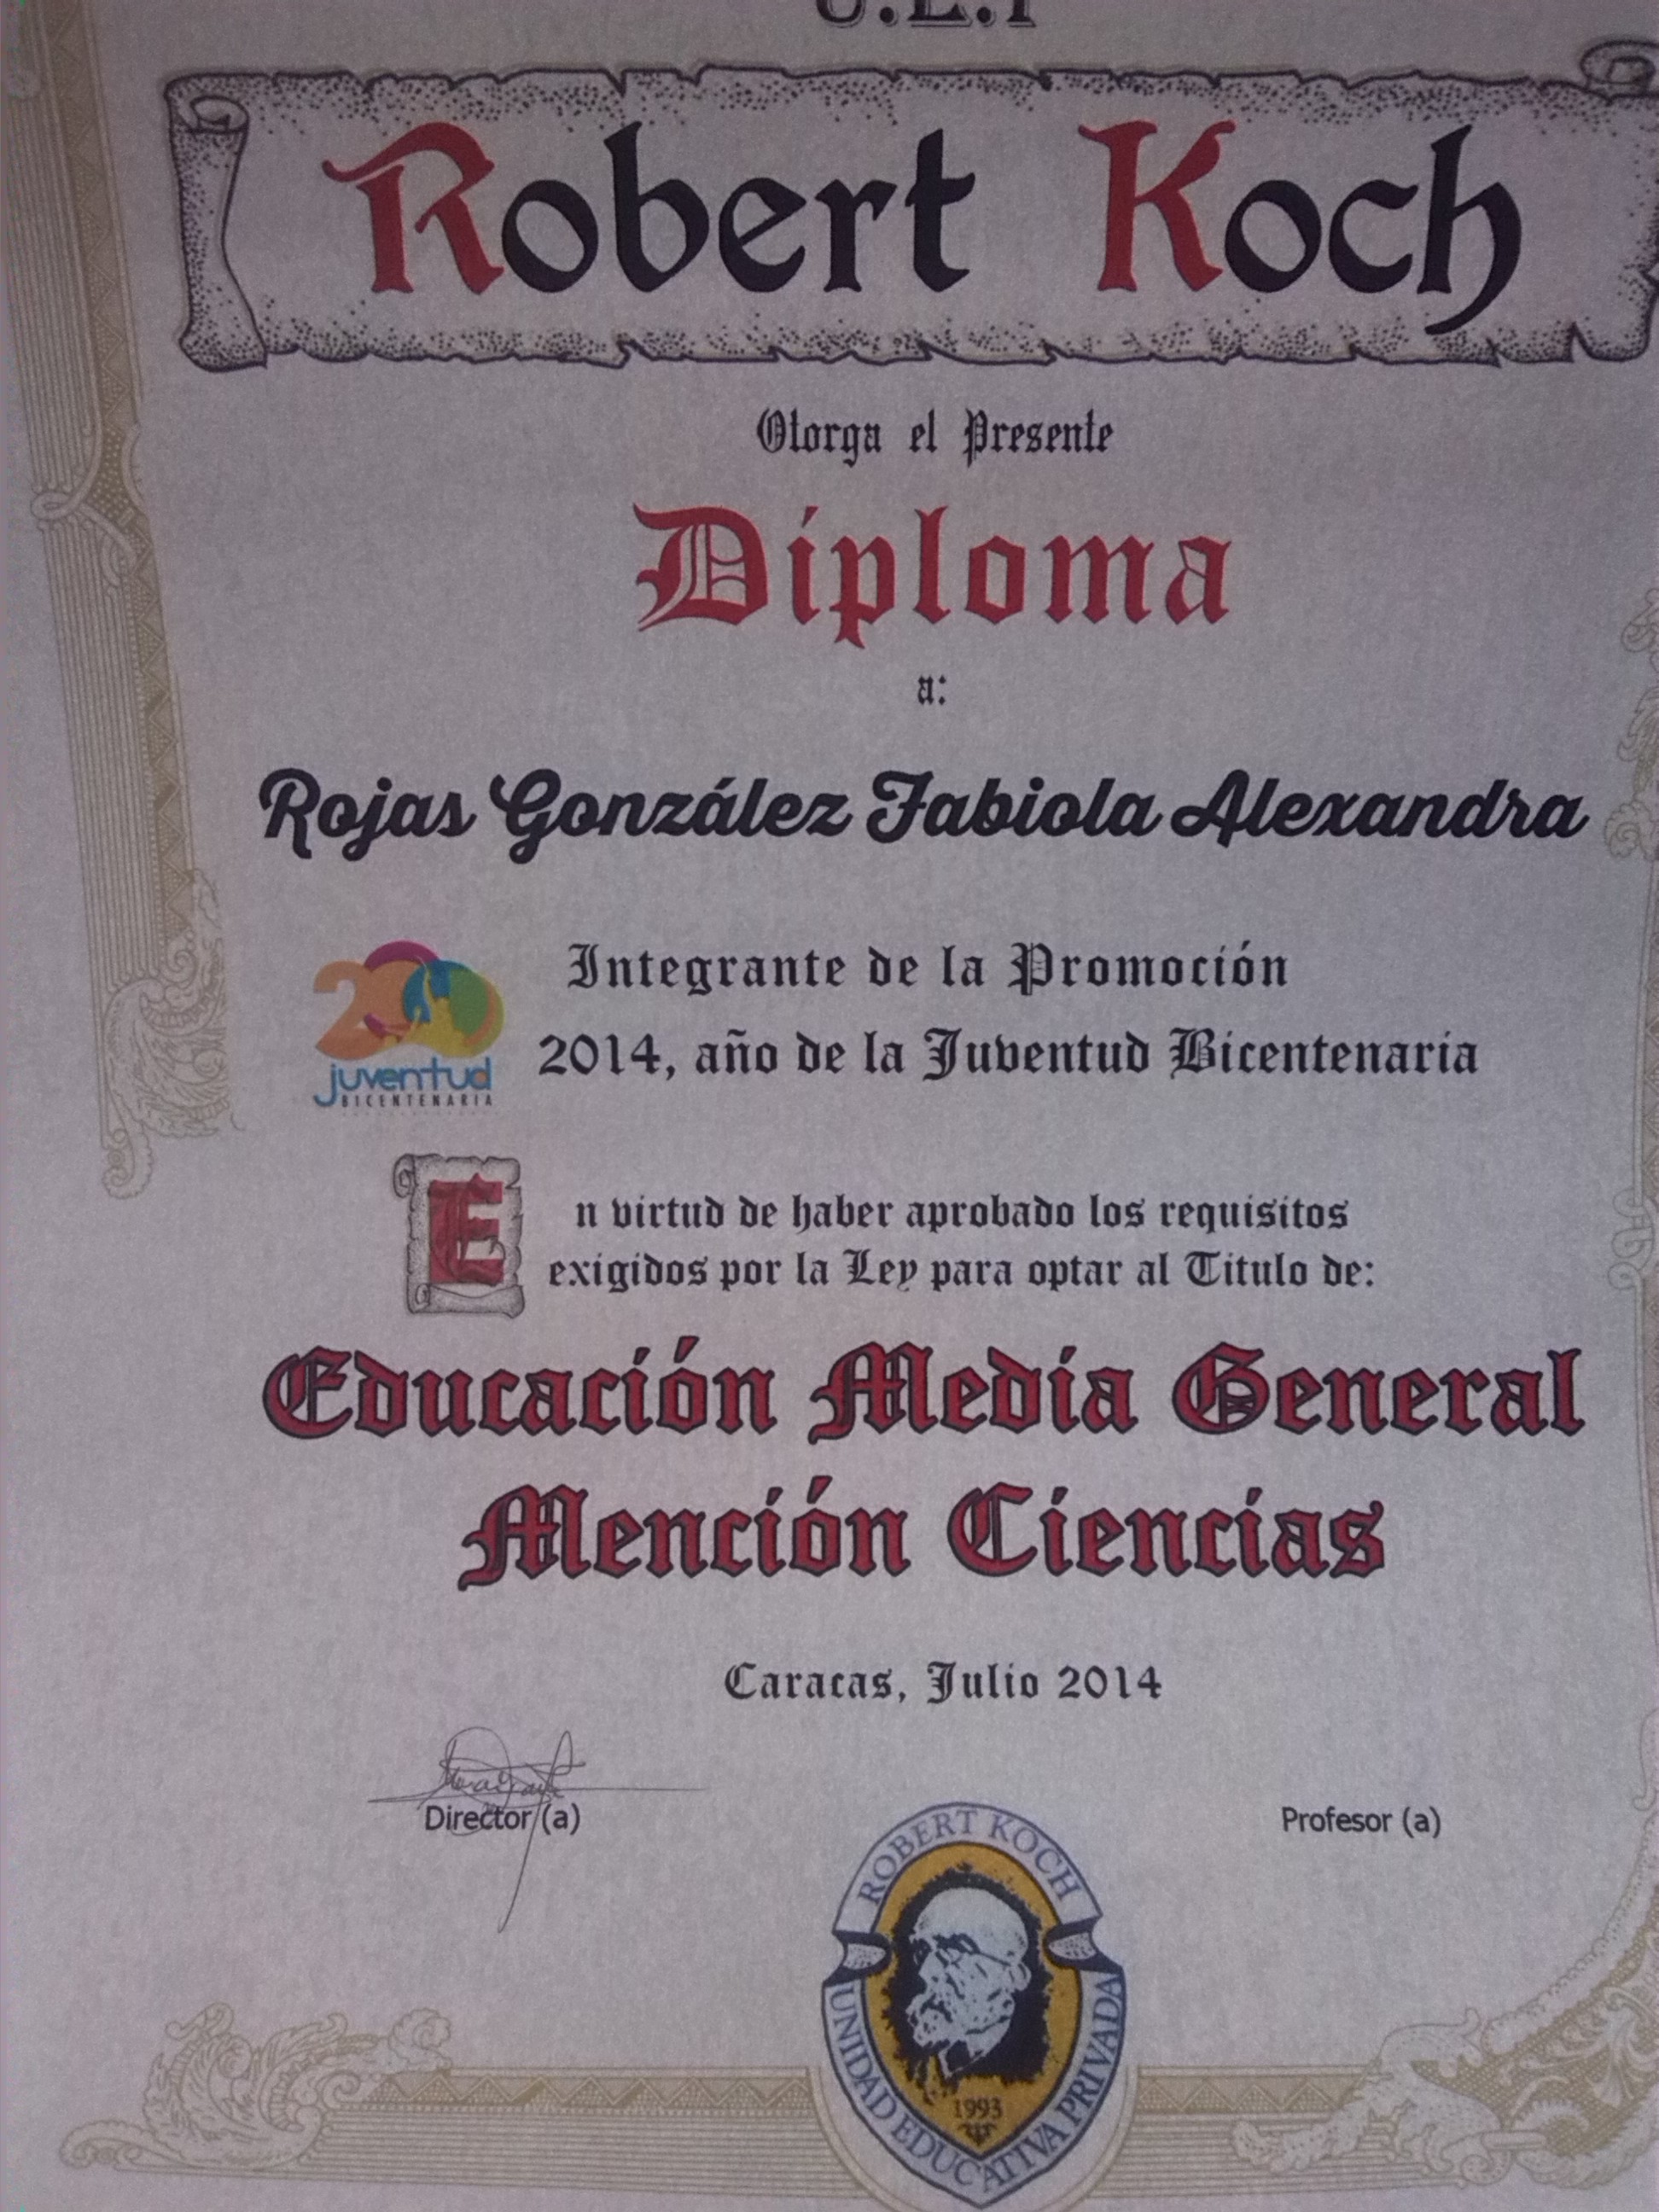 U.E.P
Robert Koch
Otorga el Presente
Diploma
a:
Rojas González Fabiola Alexandra
200
juventud
BICENTENARIA
Integrante de la Promoción
2014, año de la Juventud Bicentenaria
En virtud de haber aprobado los requisitos
exigidos por la Ley para optar al Titulo de:
Educación Media General
Mención Ciencias
Caracas, Julio 2014
Director (a)
Profesor (a)
ROBERT KOCH
1993
UNIDAD EDUCATIVA PRIVADA